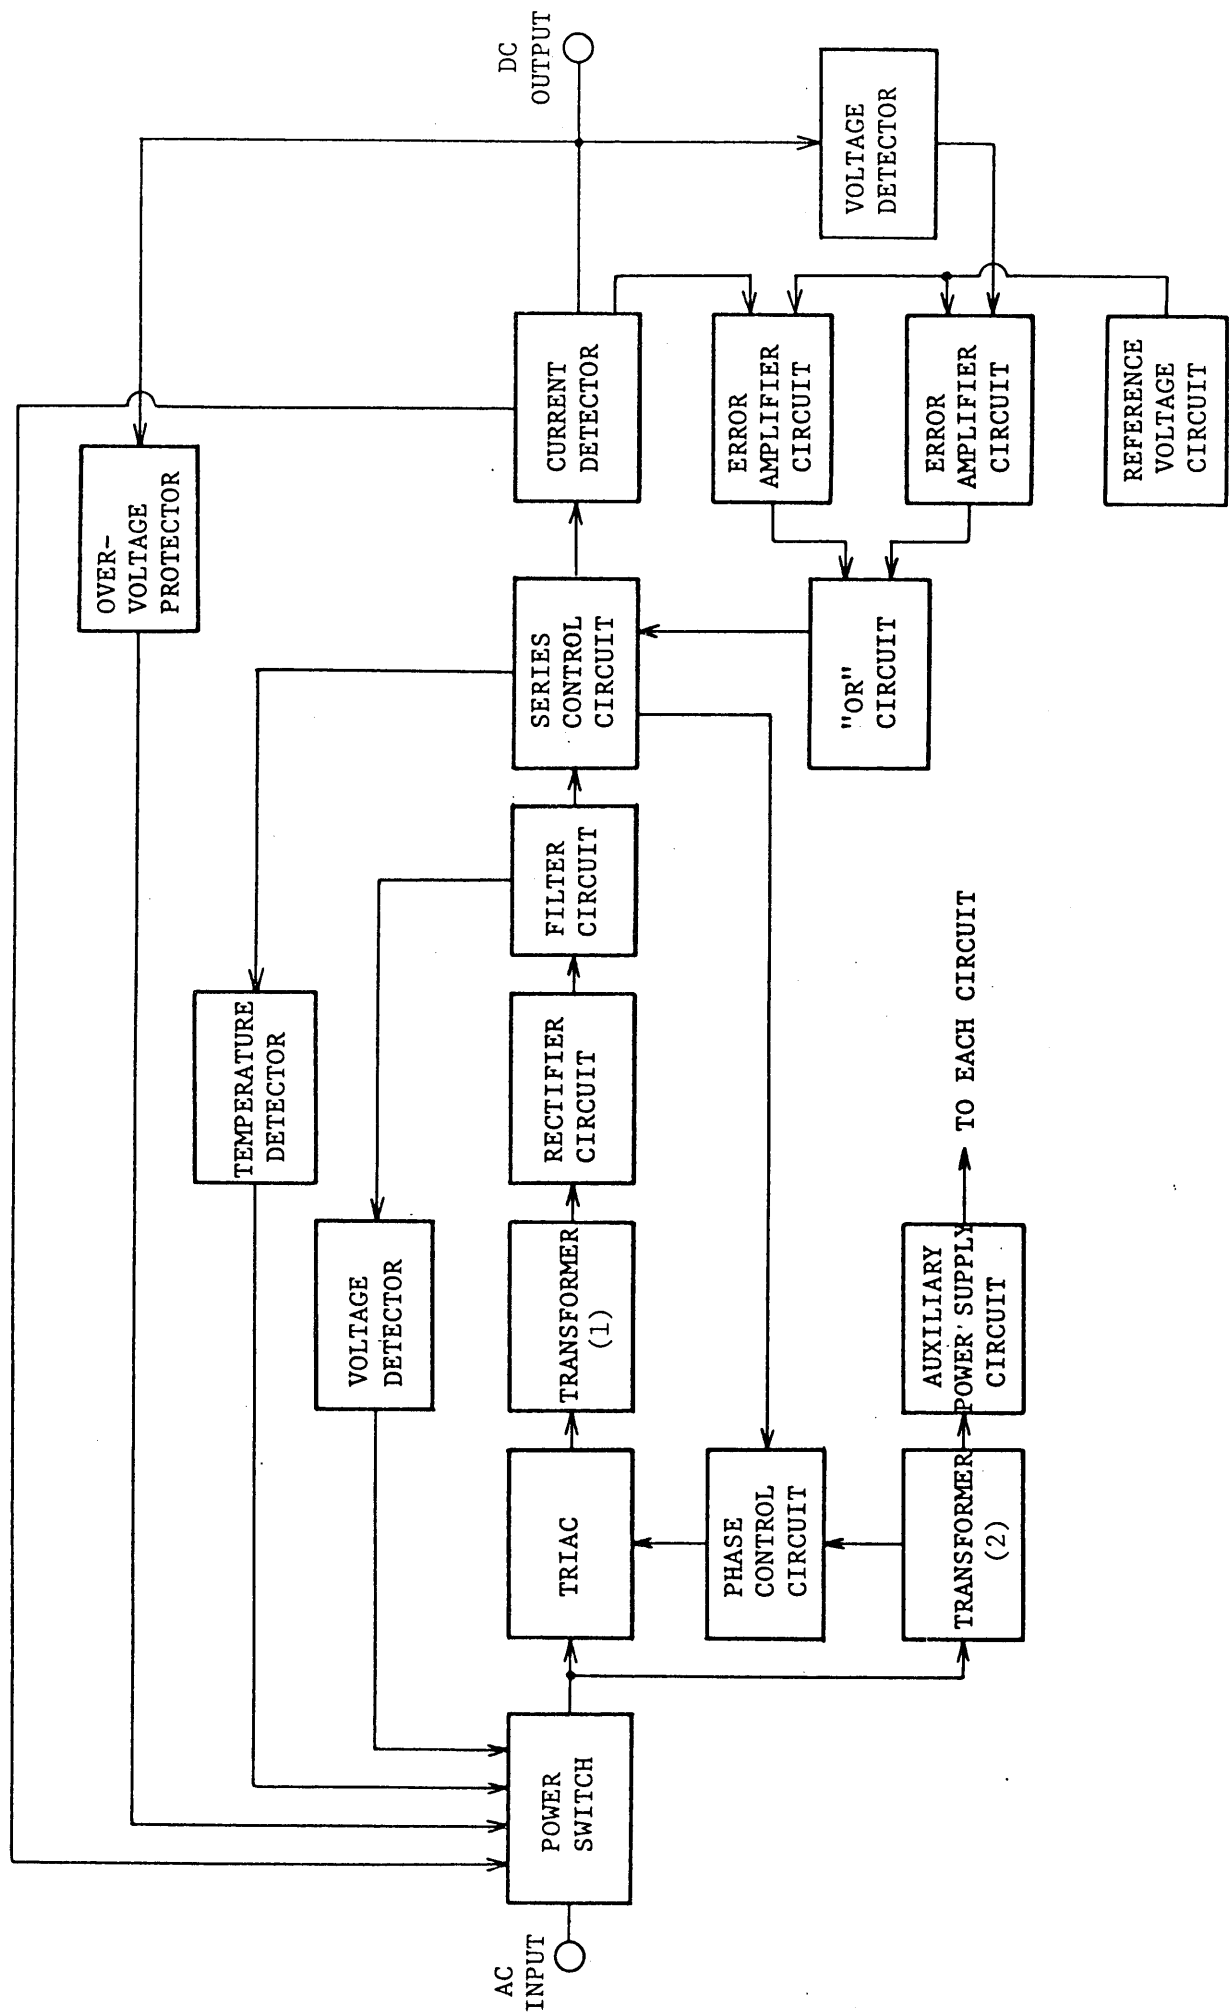 AC
INPUT
POWER
SWITCH
TRIAC
TRANSFORMER
(1)
RECTIFIER
CIRCUIT
FILTER
CIRCUIT
SERIES
CONTROL
CIRCUIT
CURRENT
DETECTOR
DC
OUTPUT
OVER-
VOLTAGE
PROTECTOR
TEMPERATURE
DETECTOR
VOLTAGE
DETECTOR
PHASE
CONTROL
CIRCUIT
TRANSFORMER
(2)
AUXILIARY
POWER SUPPLY
CIRCUIT
TO EACH CIRCUIT
"OR"
CIRCUIT
ERROR
AMPLIFIER
CIRCUIT
ERROR
AMPLIFIER
CIRCUIT
VOLTAGE
DETECTOR
REFERENCE
VOLTAGE
CIRCUIT